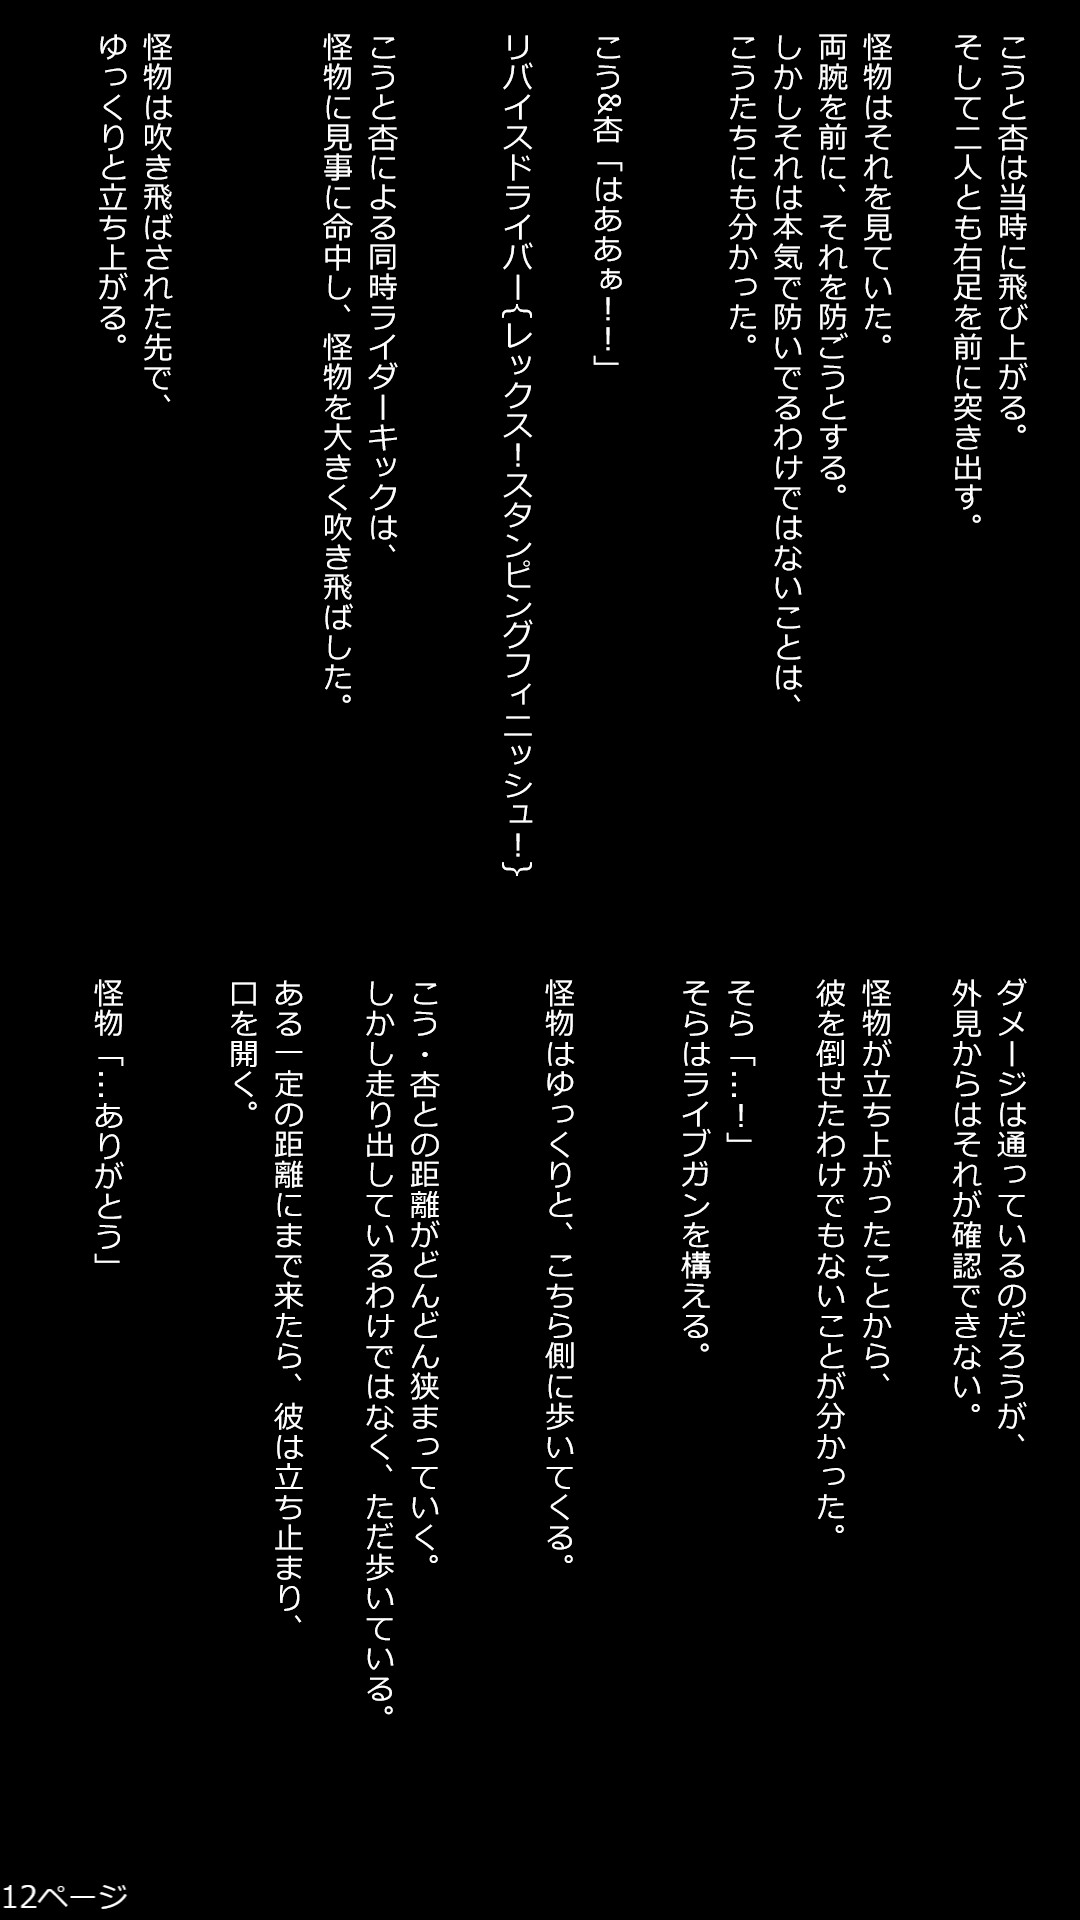 こうと杏は当時に飛び上がる。
そして二人とも右足を前に突き出す。
怪物はそれを見ていた。
両腕を前に、それを防ごうとする。
しかしそれは本気で防いでるわけではないことは、
こうたちにも分かった。
こう&杏「はああぁ！！」
リバイスドライバー{レックス！スタンピングフィニッシュ！}
こうと杏による同時ライダーキックは、
怪物に見事に命中し、怪物を大きく吹き飛ばした。
怪物は吹き飛ばされた先で、
ゆっくりと立ち上がる。
ダメージは通っているのだろうが、
外見からはそれが確認できない。
怪物が立ち上がったことから、
彼を倒せたわけでもないことが分かった。
そら「…！」
そらはライブガンを構える。
怪物はゆっくりと、こちら側に歩いてくる。
こう・杏との距離がどんどん狭まっていく。
しかし走り出しているわけではなく、ただ歩いている。
ある一定の距離にまで来たら、彼は立ち止まり、
口を開く。
怪物「…ありがとう」
12ページ